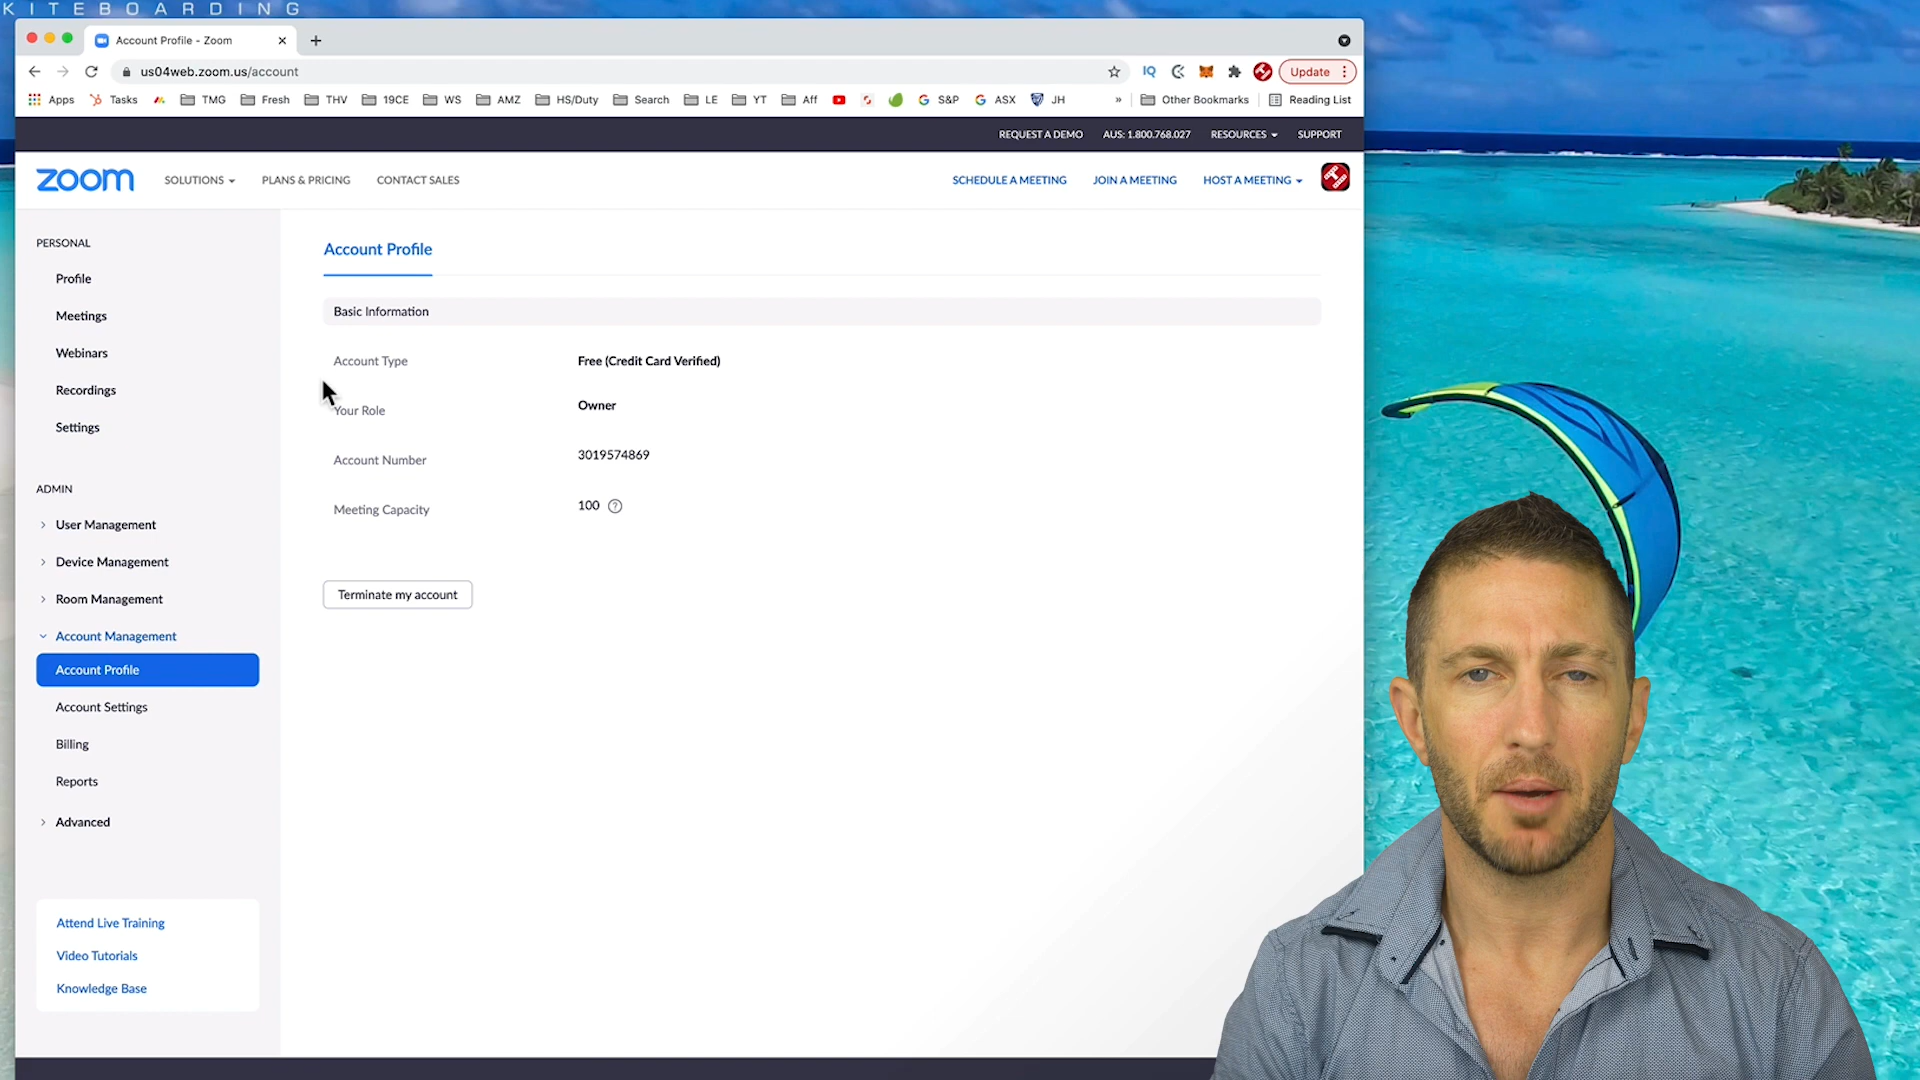 KITEBOARDING
Account Profile - Zoom
us04web.zoom.us/account
IQ
Update
Apps Tasks TMG Fresh THV 19CE WS AMZ HS/Duty Search LE YT Aff S&P ASX JH » Other Bookmarks Reading List
REQUEST A DEMO AUS: 1.800.768.027 RESOURCES SUPPORT
zoom SOLUTIONS PLANS & PRICING CONTACT SALES SCHEDULE A MEETING JOIN A MEETING HOST A MEETING
PERSONAL
Profile
Meetings
Webinars
Recordings
Settings
ADMIN
User Management
Device Management
Room Management
Account Management
Account Profile
Account Settings
Billing
Reports
Advanced
Attend Live Training
Video Tutorials
Knowledge Base
Account Profile
Basic Information
Account Type Free (Credit Card Verified)
Your Role Owner
Account Number 3019574869
Meeting Capacity 100 ?
Terminate my account